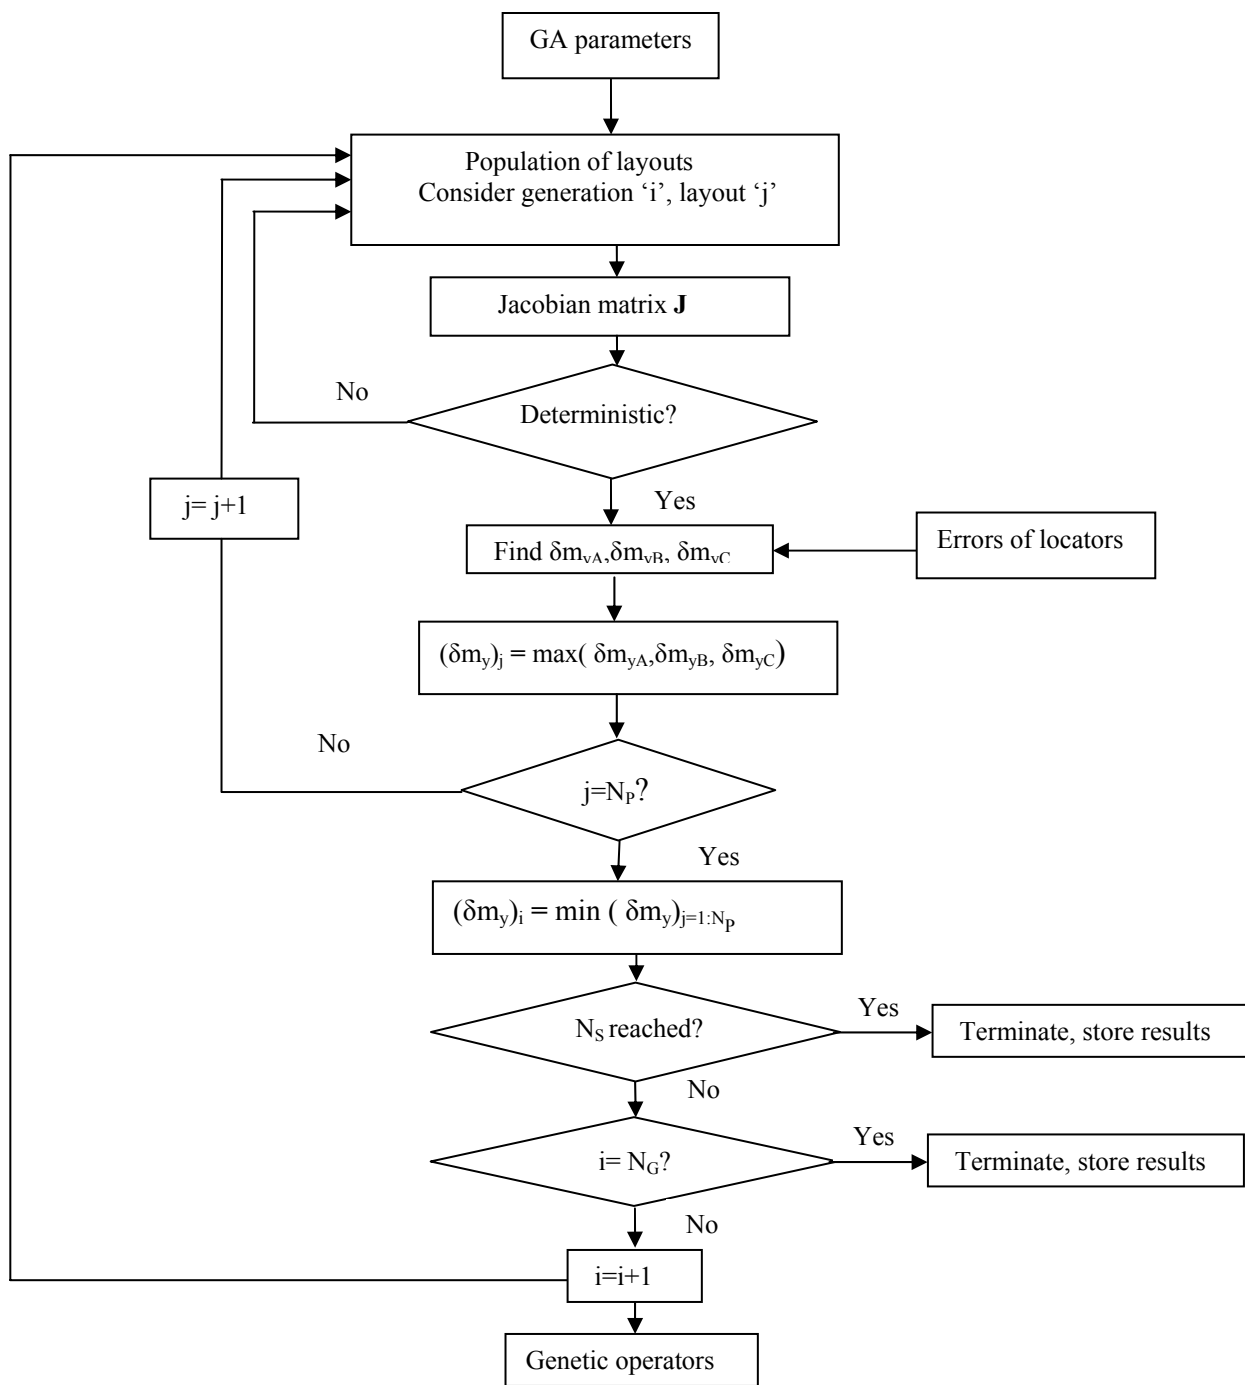 GA parameters
Population of layouts
Consider generation ‘i’, layout ‘j’
Jacobian matrix J
No
Deterministic?
j= j+1
Yes
Find δm_yA,δm_yB, δm_yC
Errors of locators
(δm_y)_j = max( δm_yA,δm_yB, δm_yC)
No
j=N_P?
Yes
(δm_y)_i = min ( δm_y)_j=1:N_P
Yes
N_S reached?
Terminate, store results
No
Yes
i= N_G?
Terminate, store results
No
i=i+1
Genetic operators